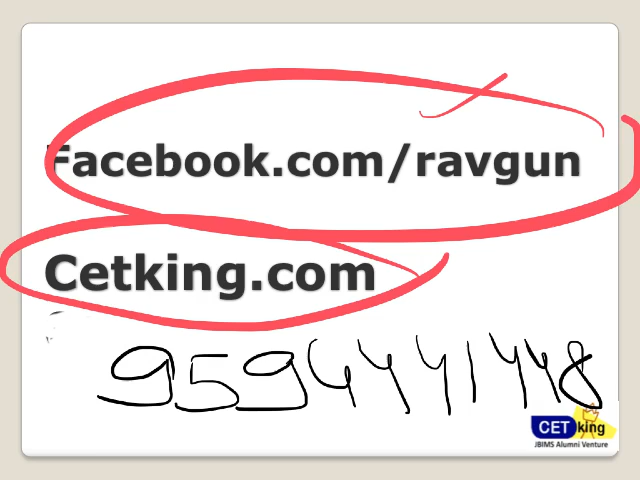 Facebook.com/ravgun
Cetking.com
9594441448
CET king
JBIMS Alumni Venture